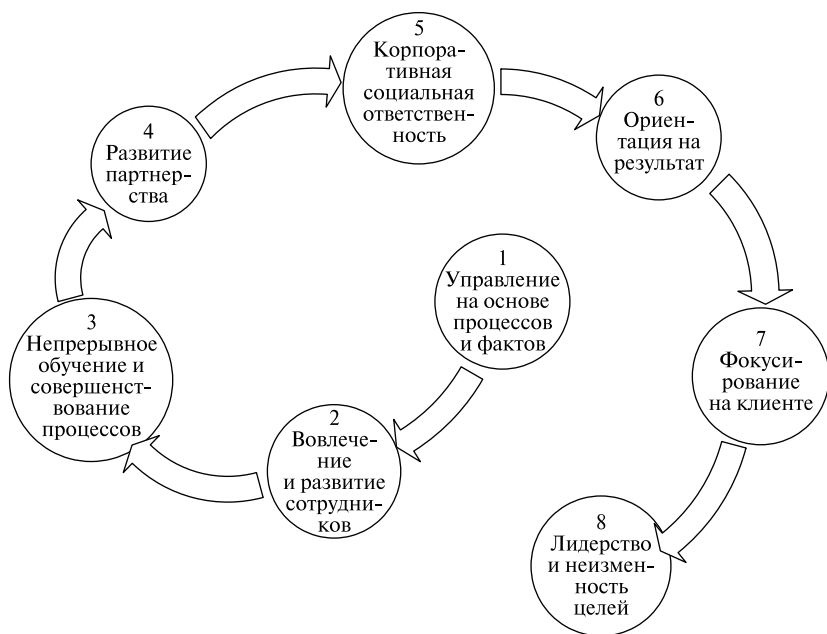 5
Корпора-
тивная
социальная
ответствен-
ность
6
Ориен-
тация на
результат
4
Развитие
партнер-
ства
1
Управление
на основе
процессов
и фактов
3
Непрерывное
обучение и
совершенст-
вование
процессов
7
Фокуси-
рование
на клиенте
2
Вовлече-
ние
и развитие
сотрудни-
ков
8
Лидерство
и неизмен-
ность
целей